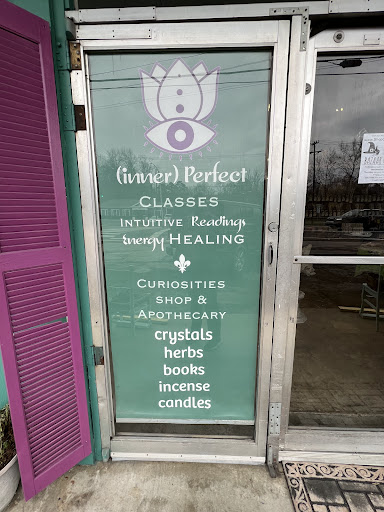 (inner) Perfect
CLASSES
INTUITIVE Readings
Energy HEALING
CURIOSITIES
SHOP &
APOTHECARY
crystals
herbs
books
incense
candles